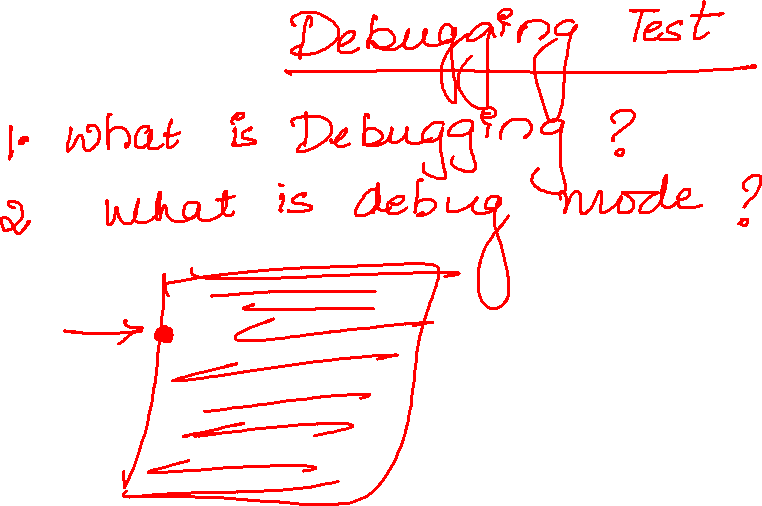 Debugging Test
1. What is Debugging ?
2 What is debug mode ?